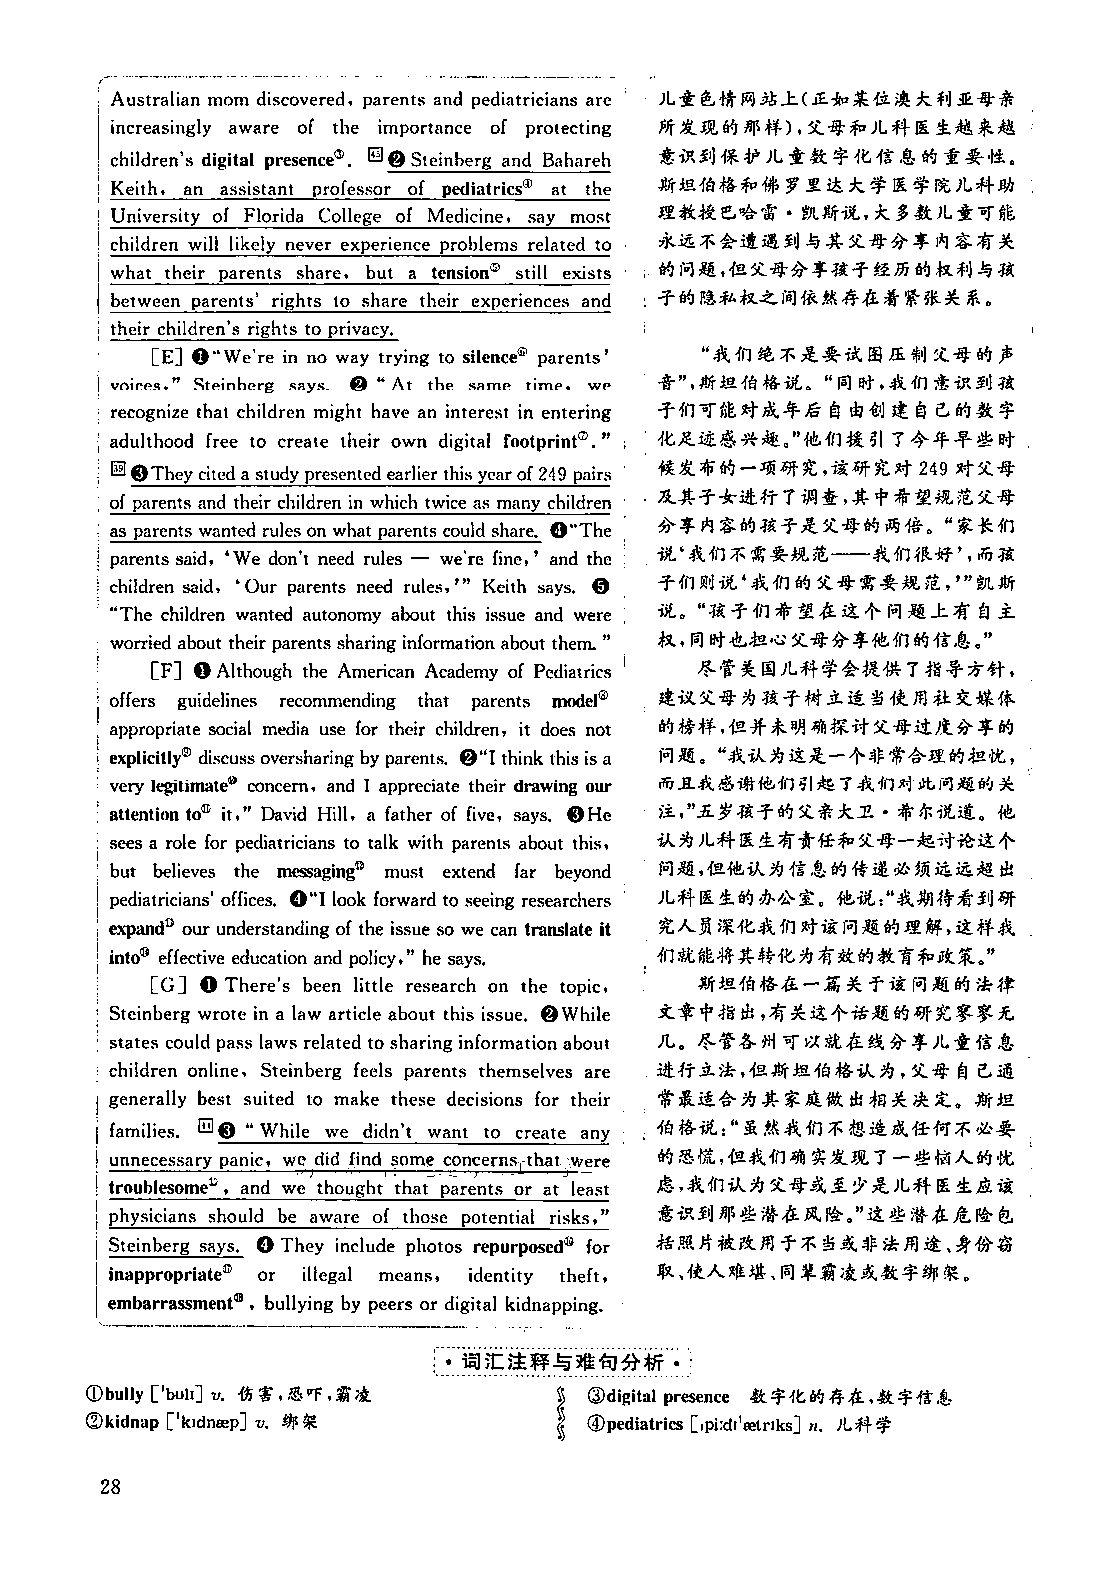 Australian mom discovered, parents and pediatricians are
increasingly aware of the importance of protecting
children's digital presence③. 43 ❷ Steinberg and Bahareh
Keith, an assistant professor of pediatrics④ at the
University of Florida College of Medicine, say most
children will likely never experience problems related to
what their parents share, but a tension⑤ still exists
between parents' rights to share their experiences and
their children's rights to privacy.
[E] ❶ “We're in no way trying to silence⑥ parents'
voices,” Steinberg says. ❷ “At the same time, we
recognize that children might have an interest in entering
adulthood free to create their own digital footprint⑦.”
39 ❸ They cited a study presented earlier this year of 249 pairs
of parents and their children in which twice as many children
as parents wanted rules on what parents could share. ❹ “The
parents said, ‘We don't need rules — we're fine,’ and the
children said, ‘Our parents need rules,’” Keith says. ❺
“The children wanted autonomy about this issue and were
worried about their parents sharing information about them.”
[F] ❶ Although the American Academy of Pediatrics
offers guidelines recommending that parents model⑧
appropriate social media use for their children, it does not
explicitly⑨ discuss oversharing by parents. ❷ “I think this is a
very legitimate⑩ concern, and I appreciate their drawing our
attention to⑪ it,” David Hill, a father of five, says. ❸ He
sees a role for pediatricians to talk with parents about this,
but believes the messaging⑫ must extend far beyond
pediatricians' offices. ❹ “I look forward to seeing researchers
expand⑬ our understanding of the issue so we can translate it
into⑭ effective education and policy,” he says.
[G] ❶ There's been little research on the topic,
Steinberg wrote in a law article about this issue. ❷ While
states could pass laws related to sharing information about
children online, Steinberg feels parents themselves are
generally best suited to make these decisions for their
families. 44 ❸ “While we didn't want to create any
unnecessary panic, we did find some concerns that were
troublesome⑮, and we thought that parents or at least
physicians should be aware of those potential risks,”
Steinberg says. ❹ They include photos repurposed⑯ for
inappropriate⑰ or illegal means, identity theft,
embarrassment⑱, bullying by peers or digital kidnapping.
儿童色情网站上(正如某位澳大利亚母亲
所发现的那样),父母和儿科医生越来越
意识到保护儿童数字化信息的重要性。
斯坦伯格和佛罗里达大学医学院儿科助
理教授巴哈雷·凯斯说,大多数儿童可能
永远不会遭遇到与其父母分享内容有关
的问题,但父母分享孩子经历的权利与孩
子的隐私权之间依然存在着紧张关系。
“我们绝不是要试图压制父母的声
音”,斯坦伯格说。“同时,我们意识到孩
子们可能对成年后自由创建自己的数字
化足迹感兴趣。”他们援引了今年早些时
候发布的一项研究,该研究对 249 对父母
及其子女进行了调查,其中希望规范父母
分享内容的孩子是父母的两倍。“家长们
说‘我们不需要规范——我们很好’,而孩
子们则说‘我们的父母需要规范,’”凯斯
说。“孩子们希望在这个问题上有自主
权,同时也担心父母分享他们的信息。”
尽管美国儿科学会提供了指导方针,
建议父母为孩子树立适当使用社交媒体
的榜样,但并未明确探讨父母过度分享的
问题。“我认为这是一个非常合理的担忧,
而且我感谢他们引起了我们对此问题的关
注,”五岁孩子的父亲大卫·希尔说道。他
认为儿科医生有责任和父母一起讨论这个
问题,但他认为信息的传递必须远远超出
儿科医生的办公室。他说:“我期待看到研
究人员深化我们对该问题的理解,这样我
们就能将其转化为有效的教育和政策。”
斯坦伯格在一篇关于该问题的法律
文章中指出,有关这个话题的研究寥寥无
几。尽管各州可以就在线分享儿童信息
进行立法,但斯坦伯格认为,父母自己通
常最适合为其家庭做出相关决定。斯坦
伯格说:“虽然我们不想造成任何不必要
的恐慌,但我们确实发现了一些恼人的忧
虑,我们认为父母或至少是儿科医生应该
意识到那些潜在风险。”这些潜在危险包
括照片被改用于不当或非法用途、身份窃
取、使人难堪、同辈霸凌或数字绑架。
·词汇注释与难句分析·
①bully [ˈbʊlɪ] v. 伤害,恐吓,霸凌
②kidnap [ˈkɪdnæp] v. 绑架
③digital presence 数字化的存在,数字信息
④pediatrics [ˌpiːdɪˈætrɪks] n. 儿科学
28